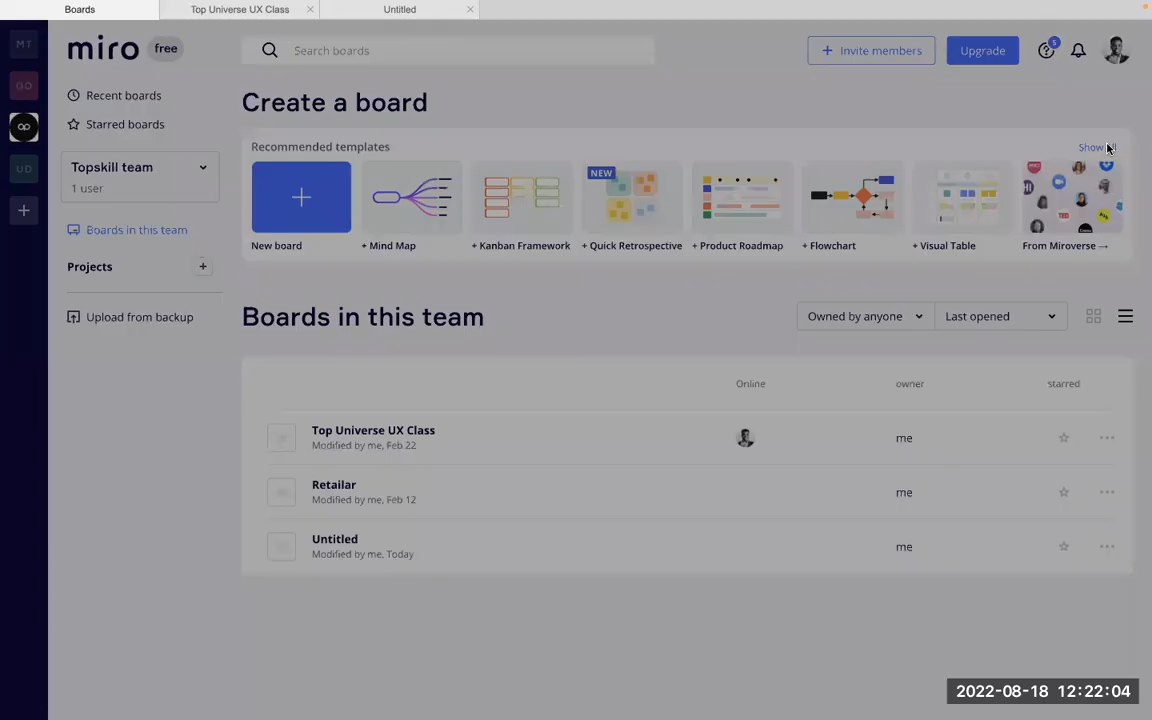 Boards
Top Universe UX Class
Untitled
MT
miro free
Search boards
Invite members
Upgrade
5
GO
UD
Recent boards
Starred boards
Topskill team
1 user
Boards in this team
Projects
Upload from backup
Create a board
Recommended templates
Show
NEW
New board
+ Mind Map
+ Kanban Framework
+ Quick Retrospective
+ Product Roadmap
+ Flowchart
+ Visual Table
From Miroverse →
Boards in this team
Owned by anyone
Last opened
Online
owner
starred
Top Universe UX Class
Modified by me, Feb 22
me
Retailar
Modified by me, Feb 12
me
Untitled
Modified by me, Today
me
2022-08-18 12:22:04